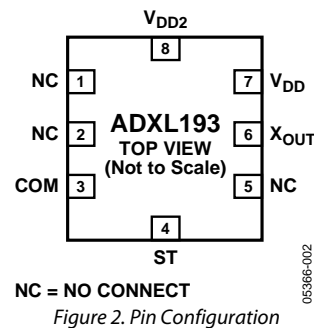 VDD2
8
NC 1
7 VDD
ADXL193
TOP VIEW
(Not to Scale)
NC 2
6 XOUT
COM 3
5 NC
4
ST
NC = NO CONNECT
05366-002
Figure 2. Pin Configuration